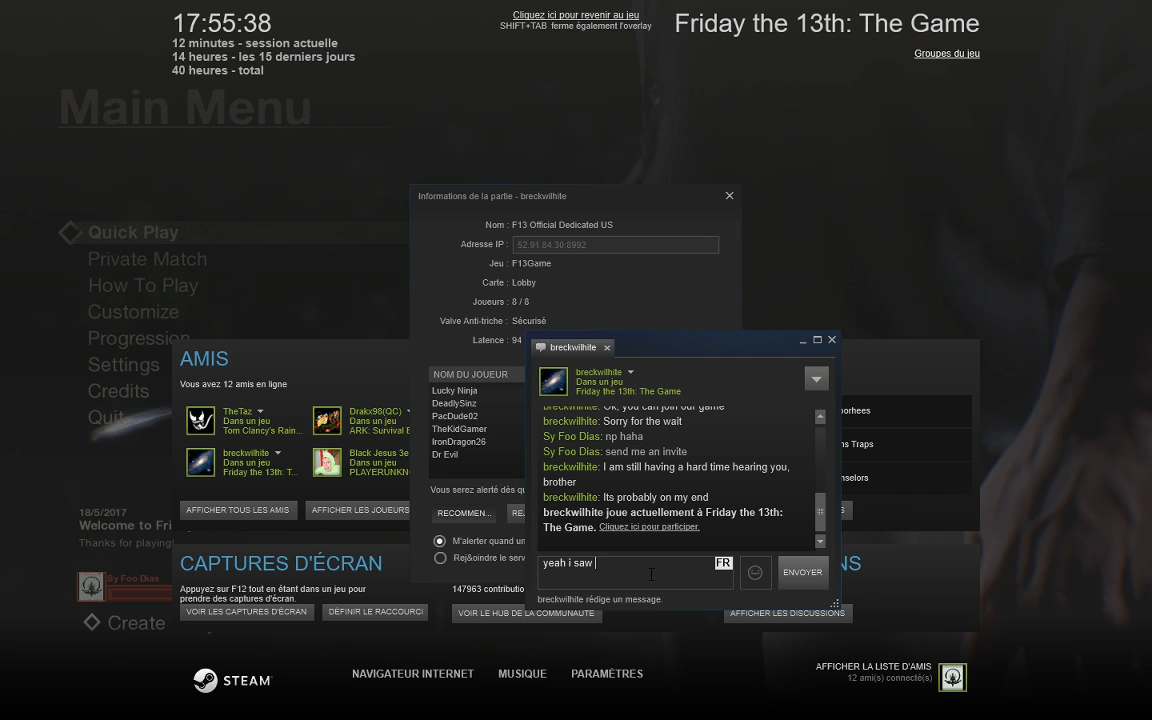 17:55:38
12 minutes - session actuelle
14 heures - les 15 derniers jours
40 heures - total
Cliquez ici pour revenir au jeu
SHIFT+TAB ferme également l'overlay
Friday the 13th: The Game
Groupes du jeu
Main Menu
Quick Play
Private Match
How To Play
Customize
Progression
Settings
Credits
Quit
18/5/2017
Welcome to Fri
Thanks for playing
Sy Foo Dias
Create
Informations de la partie - breckwilhite
Nom : F13 Official Dedicated US
Adresse IP : 52.91.84.30:8992
Jeu : F13Game
Carte : Lobby
Joueurs : 8 / 8
Valve Anti-triche : Sécurisé
Latence : 94
NOM DU JOUEUR
Lucky Ninja
DeadlySinz
PacDude02
TheKidGamer
IronDragon26
Dr Evil
Vous serez alerté dès qu
RECOMMEN...
RE
M'alerter quand un
Rej&oindre le serv
AMIS
Vous avez 12 amis en ligne
TheTaz
Dans un jeu
Tom Clancy's Rain...
Drakx98(QC)
Dans un jeu
ARK: Survival E
breckwilhite
Dans un jeu
Friday the 13th: T...
Black Jesus 3e
Dans un jeu
PLAYERUNKN
AFFICHER TOUS LES AMIS
AFFICHER LES JOUEURS
breckwilhite
breckwilhite
Dans un jeu
Friday the 13th: The Game
breckwilhite: Ok, you can join our game
breckwilhite: Sorry for the wait
Sy Foo Dias: np haha
Sy Foo Dias: send me an invite
breckwilhite: I am still having a hard time hearing you,
brother
breckwilhite: Its probably on my end
breckwilhite joue actuellement à Friday the 13th:
The Game. Cliquez ici pour participer.
yeah i saw
FR
ENVOYER
breckwilhite rédige un message.
orhees
ns Traps
nselors
CAPTURES D'ÉCRAN
Appuyez sur F12 tout en étant dans un jeu pour
prendre des captures d'écran.
VOIR LES CAPTURES D'ÉCRAN
DÉFINIR LE RACCOURCI
147963 contribution
VOIR LE HUB DE LA COMMUNAUTÉ
NS
AFFICHER LES DISCUSSIONS
STEAM
NAVIGATEUR INTERNET
MUSIQUE
PARAMÈTRES
AFFICHER LA LISTE D'AMIS
12 ami(s) connecté(s)